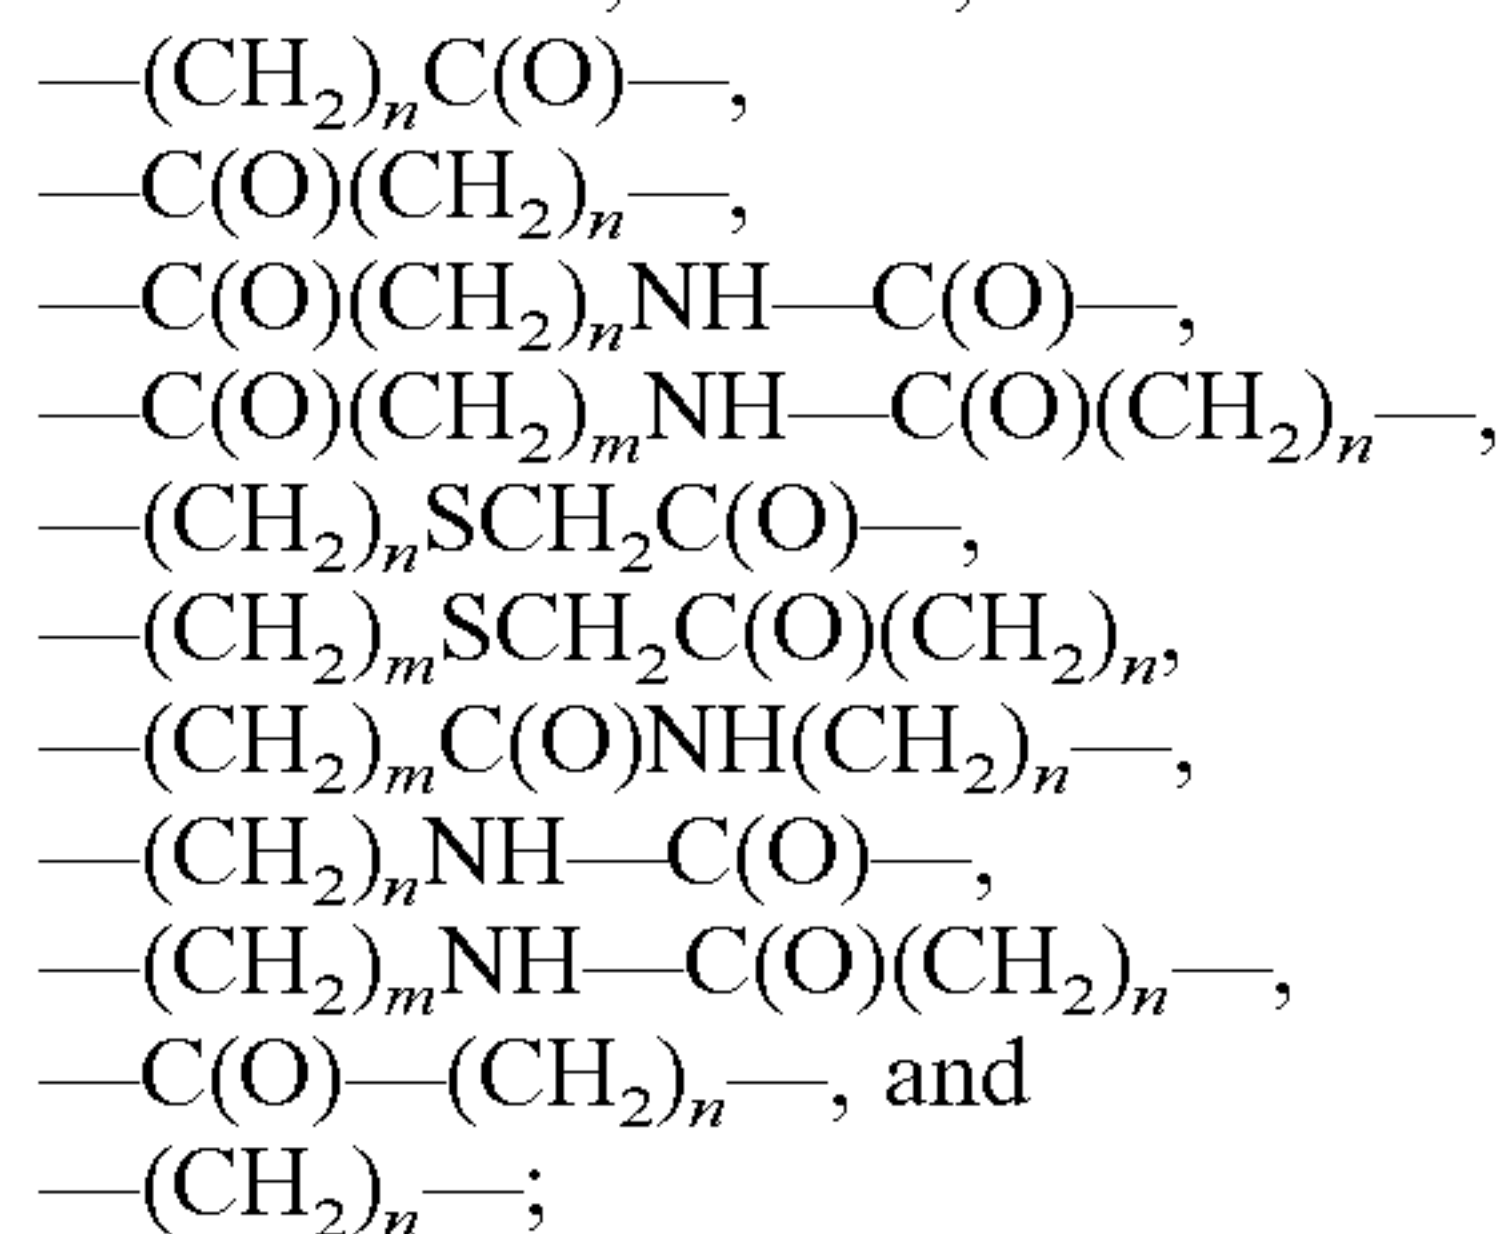 —(CH₂)ₙC(O)—,
—C(O)(CH₂)ₙ—,
—C(O)(CH₂)ₙNH—C(O)—,
—C(O)(CH₂)ₘNH—C(O)(CH₂)ₙ—,
—(CH₂)ₙSCH₂C(O)—,
—(CH₂)ₘSCH₂C(O)(CH₂)ₙ,
—(CH₂)ₘC(O)NH(CH₂)ₙ—,
—(CH₂)ₙNH—C(O)—,
—(CH₂)ₘNH—C(O)(CH₂)ₙ—,
—C(O)—(CH₂)ₙ—, and
—(CH₂)ₙ—;